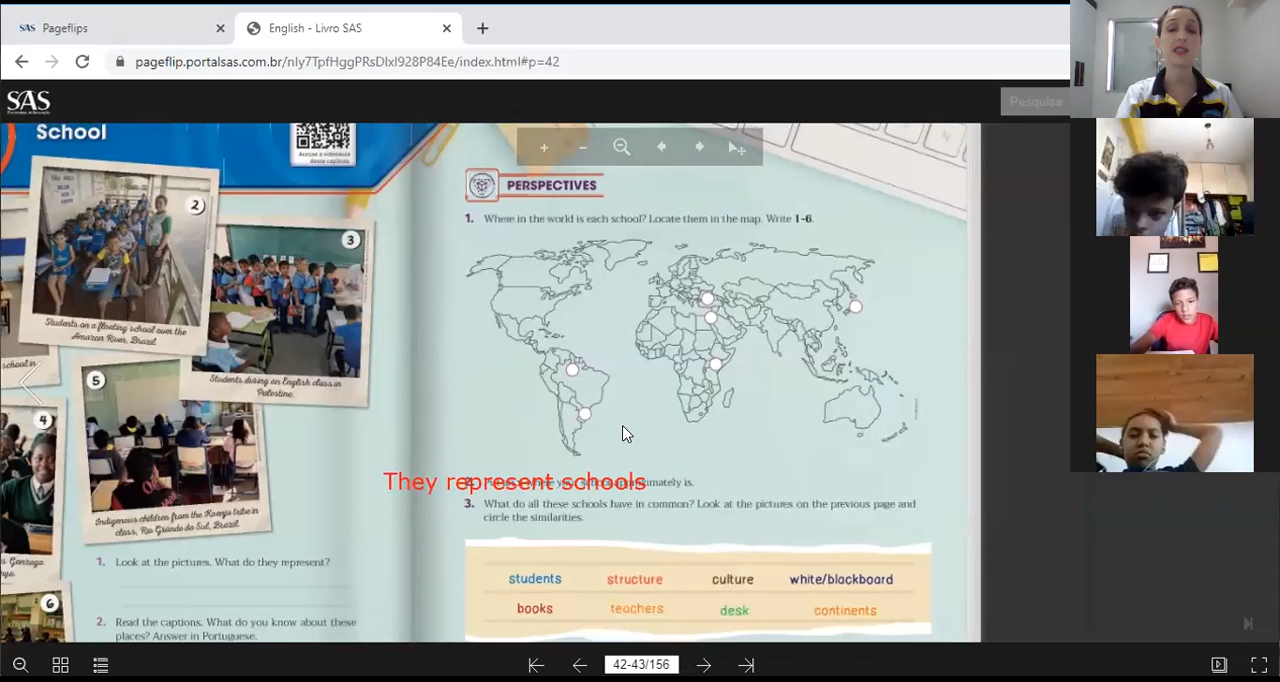 SAS Pageflips
English - Livro SAS
pageflip.portalsas.com.br/nIy7TpfHggPRsDIxI928P84Ee/index.html#p=42
SAS
Pesquisa
School
Acesse a videoaula
deste capítulo.
2
Students on a floating school over the
Amazon River, Brazil.
3
Students during an English class in
Palestine.
school in
4
5
Indigenous children from the
tribe in
class, Rio Grande do Sul, Brazil.
6
1. Look at the pictures. What do they represent?
2. Read the captions. What do you know about these
places? Answer in Portuguese.
PERSPECTIVES
1. Where in the world is each school? Locate them in the map. Write 1-6.
They represent schools
approximately is.
3. What do all these schools have in common? Look at the pictures on the previous page and
circle the similarities.
students structure culture white/blackboard
books teachers desk continents
42-43/156